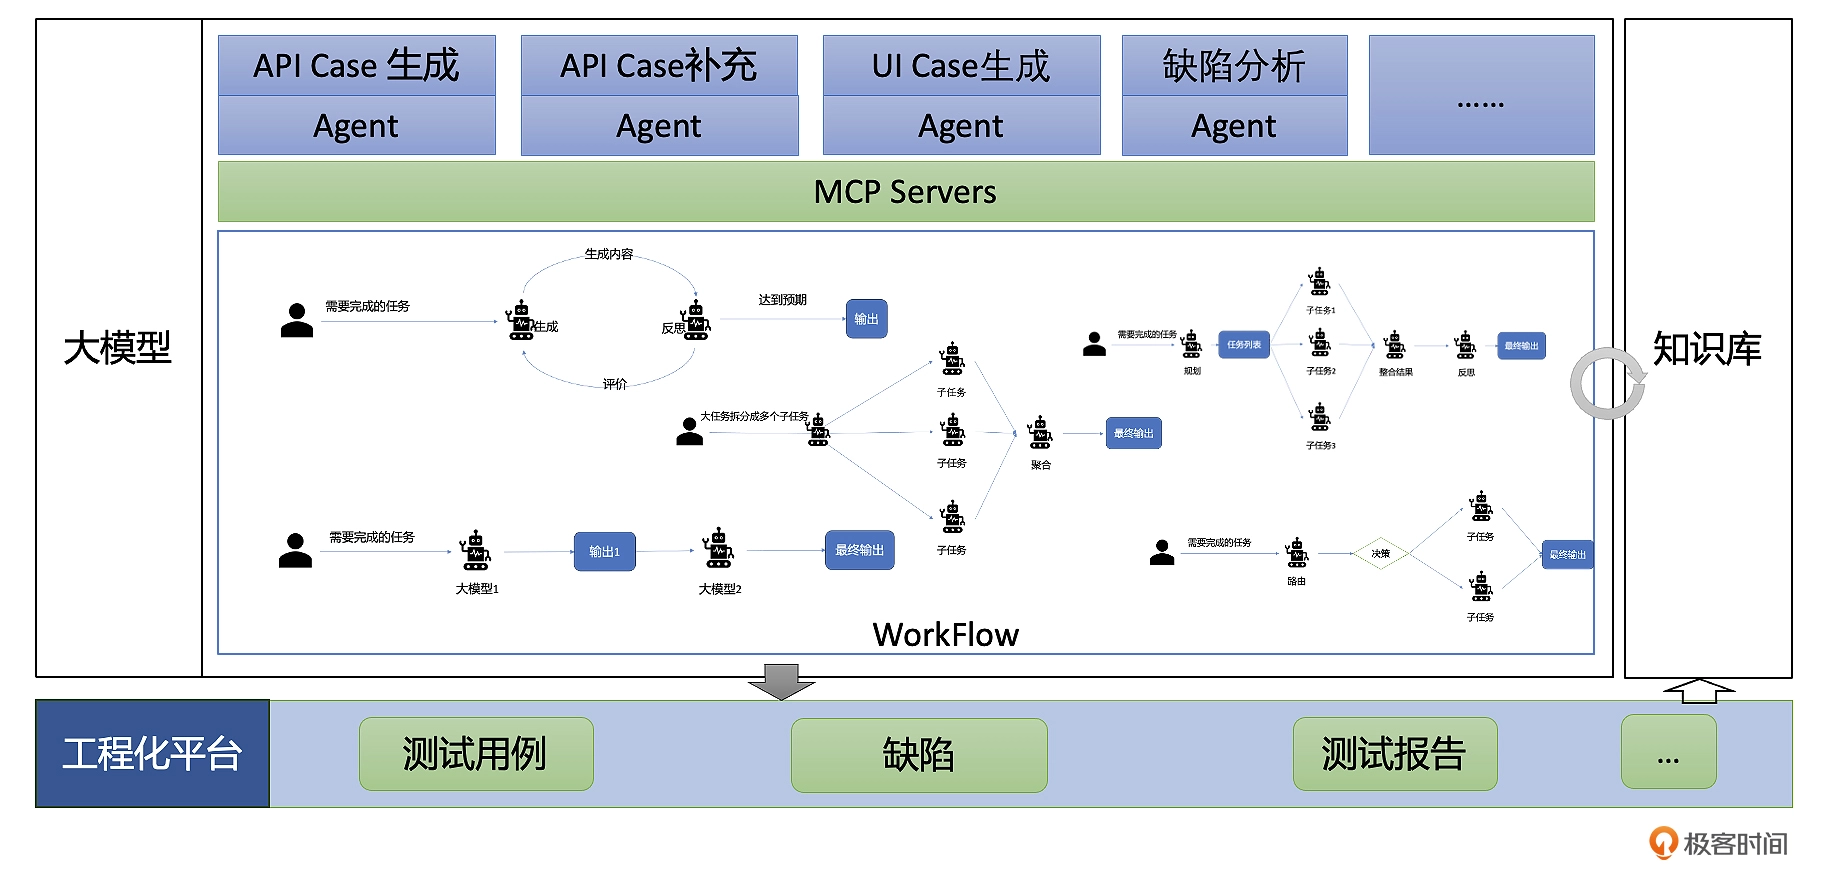 API Case 生成
Agent
API Case补充
Agent
UI Case生成
Agent
缺陷分析
Agent
......
MCP Servers
大模型
知识库
需要完成的任务
生成内容
生成
反思
评价
达到预期
输出
大任务拆分成多个子任务
子任务
子任务
子任务
聚合
最终输出
需要完成的任务
大模型1
输出1
大模型2
最终输出
需要完成的任务
规划
任务列表
子任务1
子任务2
子任务3
整合结果
反思
最终输出
需要完成的任务
路由
决策
子任务
子任务
最终输出
WorkFlow
工程化平台
测试用例
缺陷
测试报告
...
极客时间